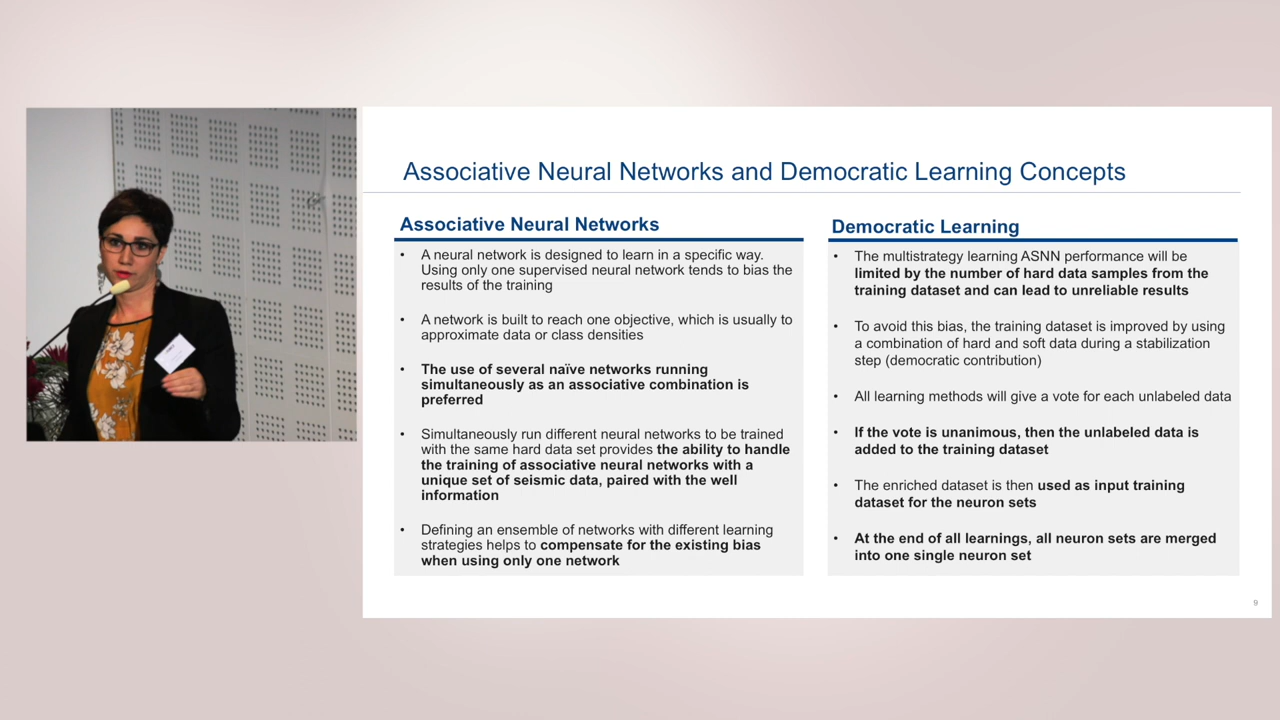 Associative Neural Networks and Democratic Learning Concepts
Associative Neural Networks
• A neural network is designed to learn in a specific way.
Using only one supervised neural network tends to bias the
results of the training
• A network is built to reach one objective, which is usually to
approximate data or class densities
• The use of several naïve networks running
simultaneously as an associative combination is
preferred
• Simultaneously run different neural networks to be trained
with the same hard data set provides the ability to handle
the training of associative neural networks with a
unique set of seismic data, paired with the well
information
• Defining an ensemble of networks with different learning
strategies helps to compensate for the existing bias
when using only one network
Democratic Learning
• The multistrategy learning ASNN performance will be
limited by the number of hard data samples from the
training dataset and can lead to unreliable results
• To avoid this bias, the training dataset is improved by using
a combination of hard and soft data during a stabilization
step (democratic contribution)
• All learning methods will give a vote for each unlabeled data
• If the vote is unanimous, then the unlabeled data is
added to the training dataset
• The enriched dataset is then used as input training
dataset for the neuron sets
• At the end of all learnings, all neuron sets are merged
into one single neuron set
9